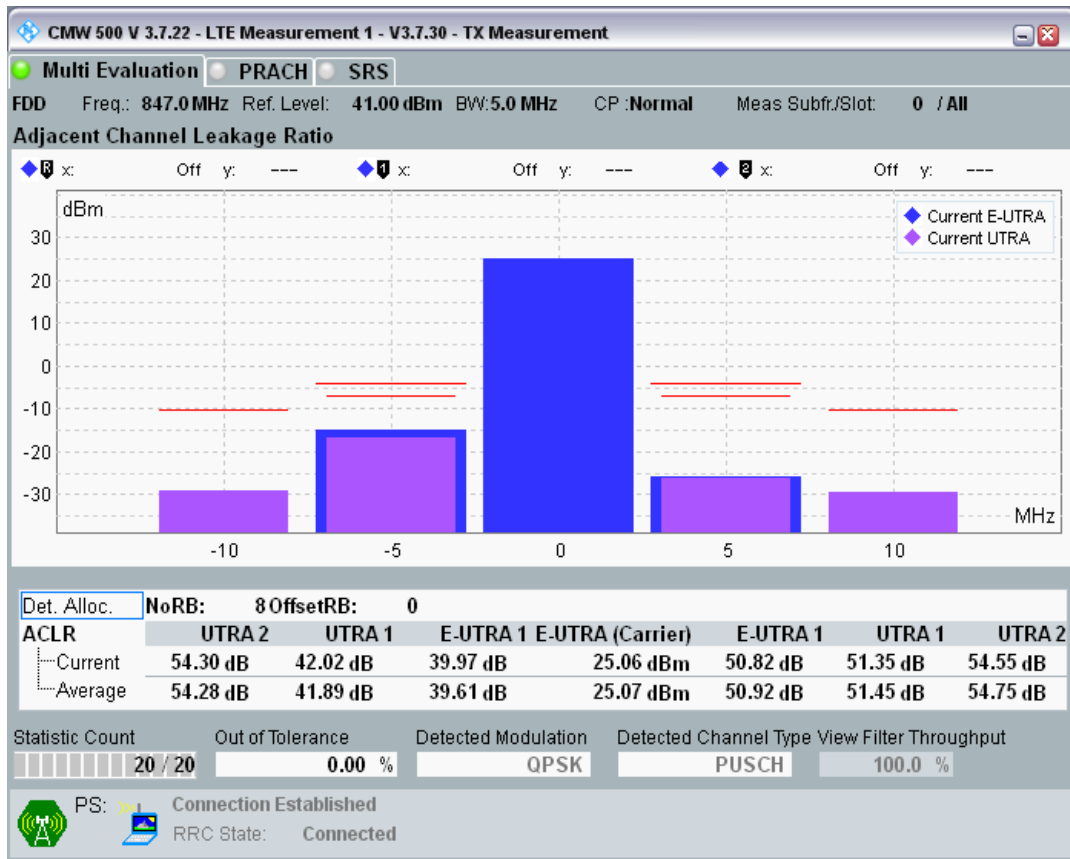 CMW 500 V 3.7.22 - LTE Measurement 1 - V3.7.30 - TX Measurement
Multi Evaluation PRACH SRS
FDD Freq.: 847.0 MHz Ref. Level: 41.00 dBm BW:5.0 MHz CP :Normal Meas Subfr./Slot: 0 / All
Adjacent Channel Leakage Ratio
R x: Off y: --- 1 x: Off y: --- 2 x: Off y: ---
dBm
Current E-UTRA
Current UTRA
30
20
10
0
-10
-20
-30
MHz
-10 -5 0 5 10
Det. Alloc. NoRB: 8 OffsetRB: 0
ACLR UTRA 2 UTRA 1 E-UTRA 1 E-UTRA (Carrier) E-UTRA 1 UTRA 1 UTRA 2
Current 54.30 dB 42.02 dB 39.97 dB 25.06 dBm 50.82 dB 51.35 dB 54.55 dB
Average 54.28 dB 41.89 dB 39.61 dB 25.07 dBm 50.92 dB 51.45 dB 54.75 dB
Statistic Count Out of Tolerance Detected Modulation Detected Channel Type View Filter Throughput
20 / 20 0.00 % QPSK PUSCH 100.0 %
PS: Connection Established
RRC State: Connected